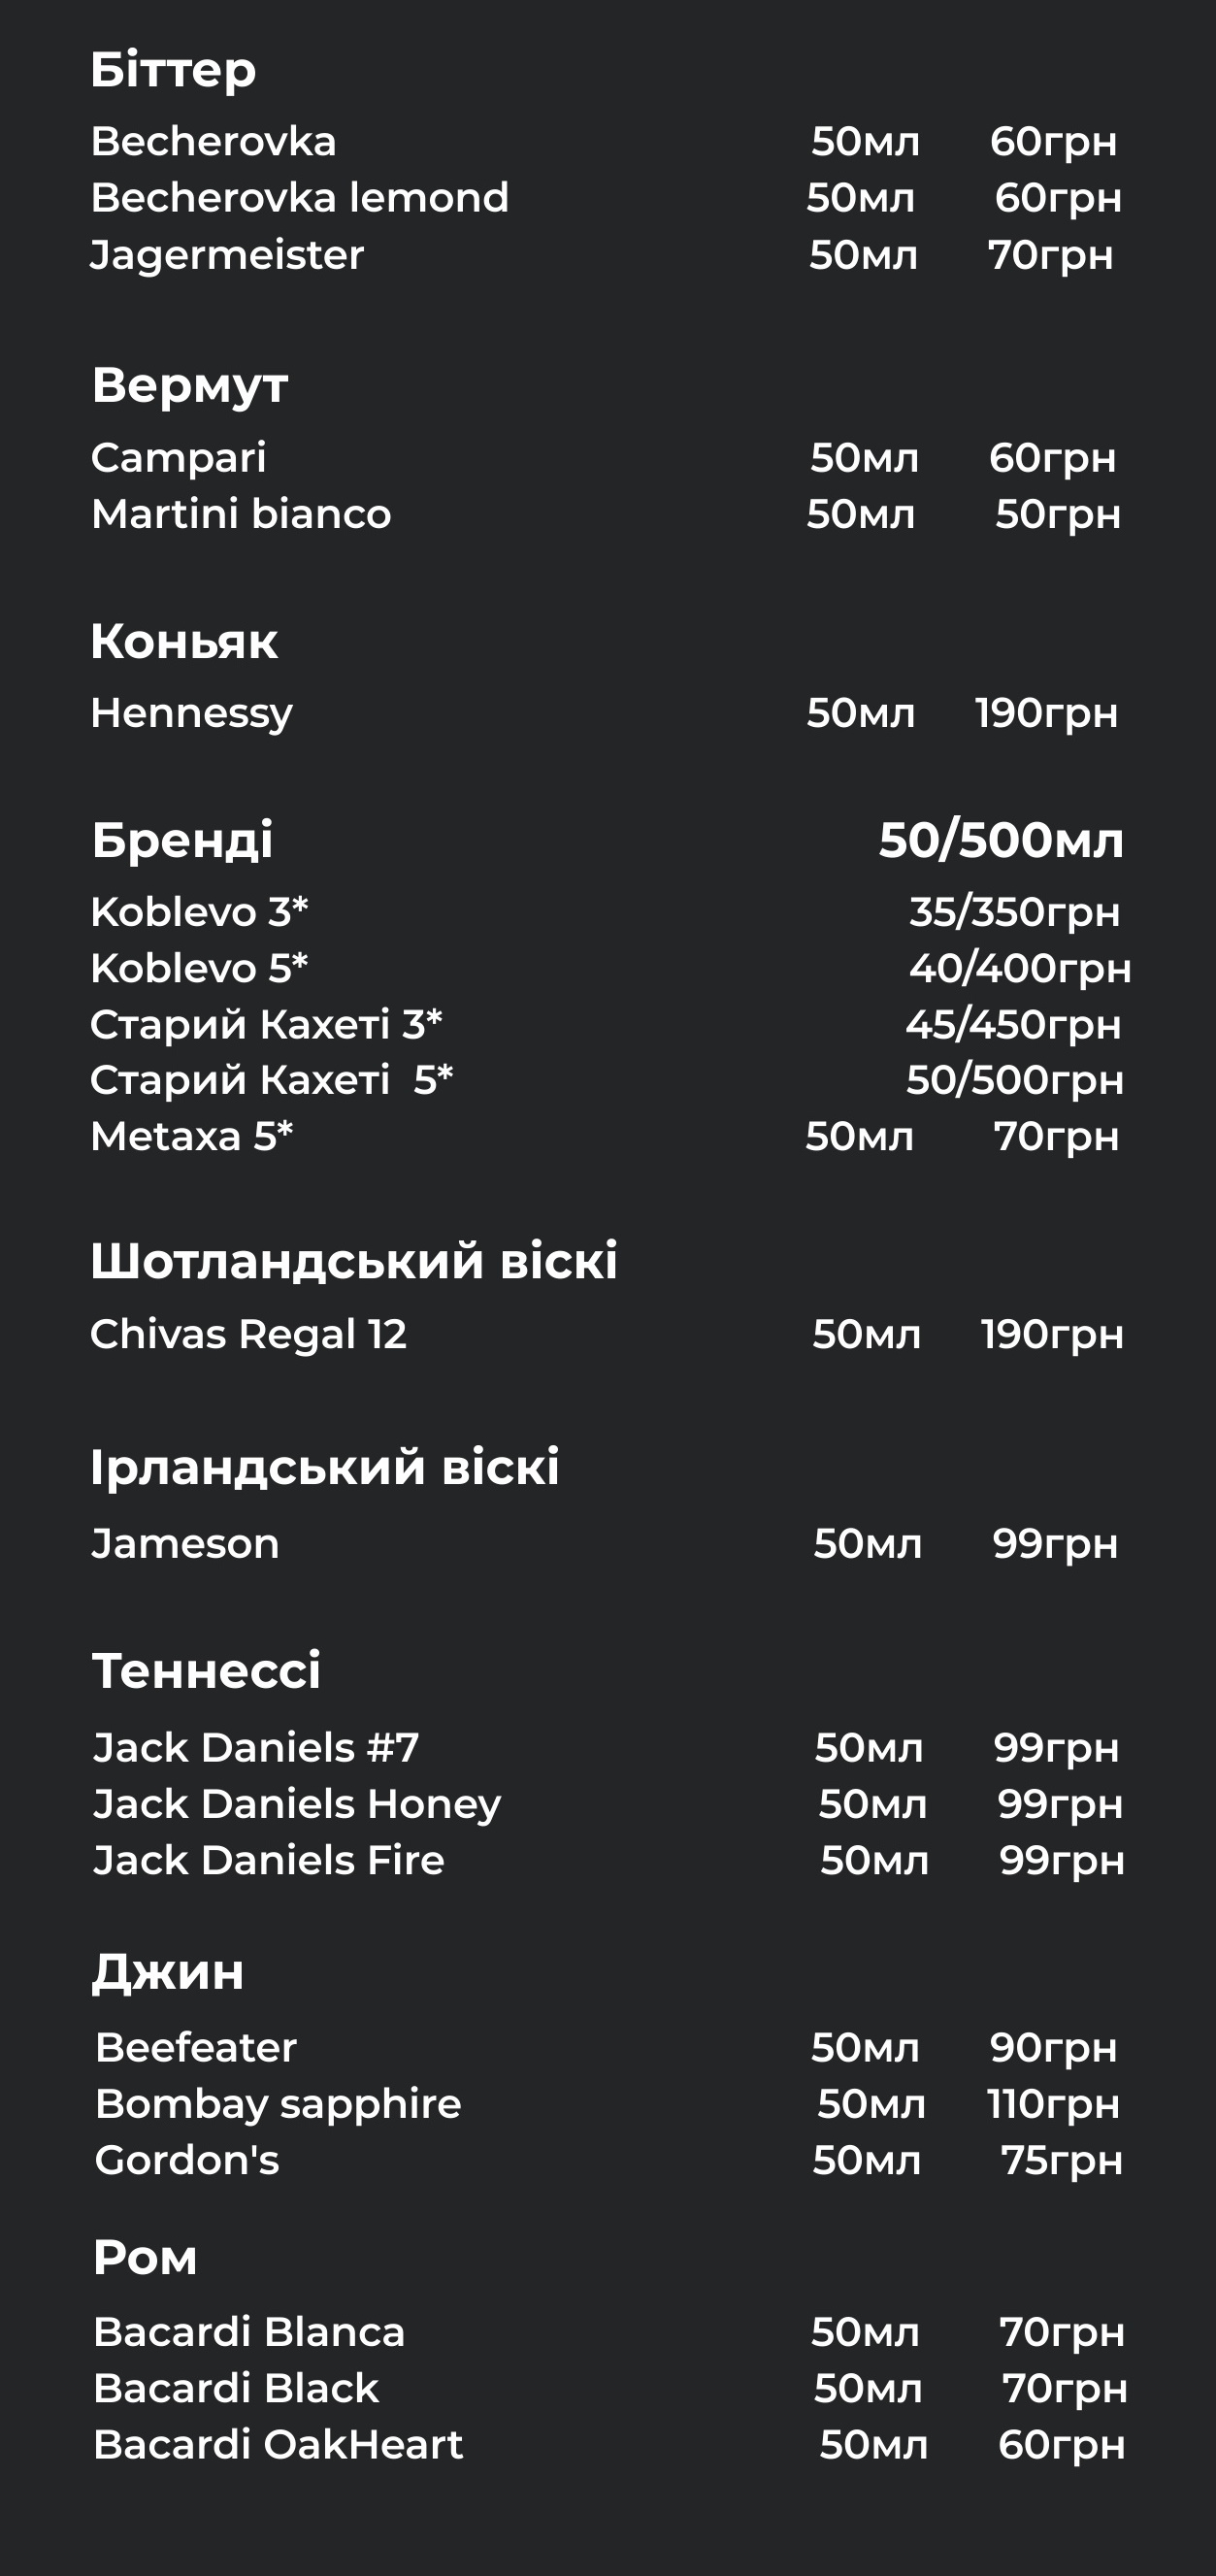 Біттер
Becherovka 50мл 60грн
Becherovka lemond 50мл 60грн
Jagermeister 50мл 70грн
Вермут
Campari 50мл 60грн
Martini bianco 50мл 50грн
Коньяк
Hennessy 50мл 190грн
Бренді 50/500мл
Koblevo 3* 35/350грн
Koblevo 5* 40/400грн
Старий Кахеті 3* 45/450грн
Старий Кахеті 5* 50/500грн
Metaxa 5* 50мл 70грн
Шотландський віскі
Chivas Regal 12 50мл 190грн
Ірландський віскі
Jameson 50мл 99грн
Теннессі
Jack Daniels #7 50мл 99грн
Jack Daniels Honey 50мл 99грн
Jack Daniels Fire 50мл 99грн
Джин
Beefeater 50мл 90грн
Bombay sapphire 50мл 110грн
Gordon's 50мл 75грн
Ром
Bacardi Blanca 50мл 70грн
Bacardi Black 50мл 70грн
Bacardi OakHeart 50мл 60грн